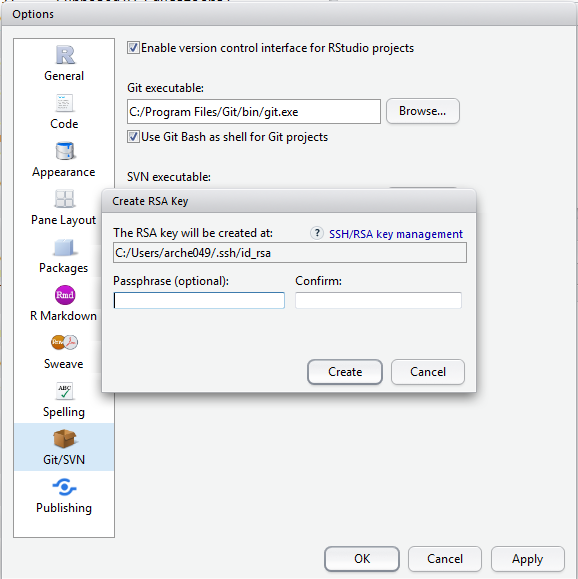 Options
General
Code
Appearance
Pane Layout
Packages
Rmd
R Markdown
Rnw
Sweave
ABC
Spelling
Git/SVN
Publishing
Enable version control interface for RStudio projects
Git executable:
C:/Program Files/Git/bin/git.exe
Browse...
Use Git Bash as shell for Git projects
SVN executable:
Create RSA Key
The RSA key will be created at:
? SSH/RSA key management
C:/Users/arche049/.ssh/id_rsa
Passphrase (optional):
Confirm:
Create
Cancel
OK
Cancel
Apply